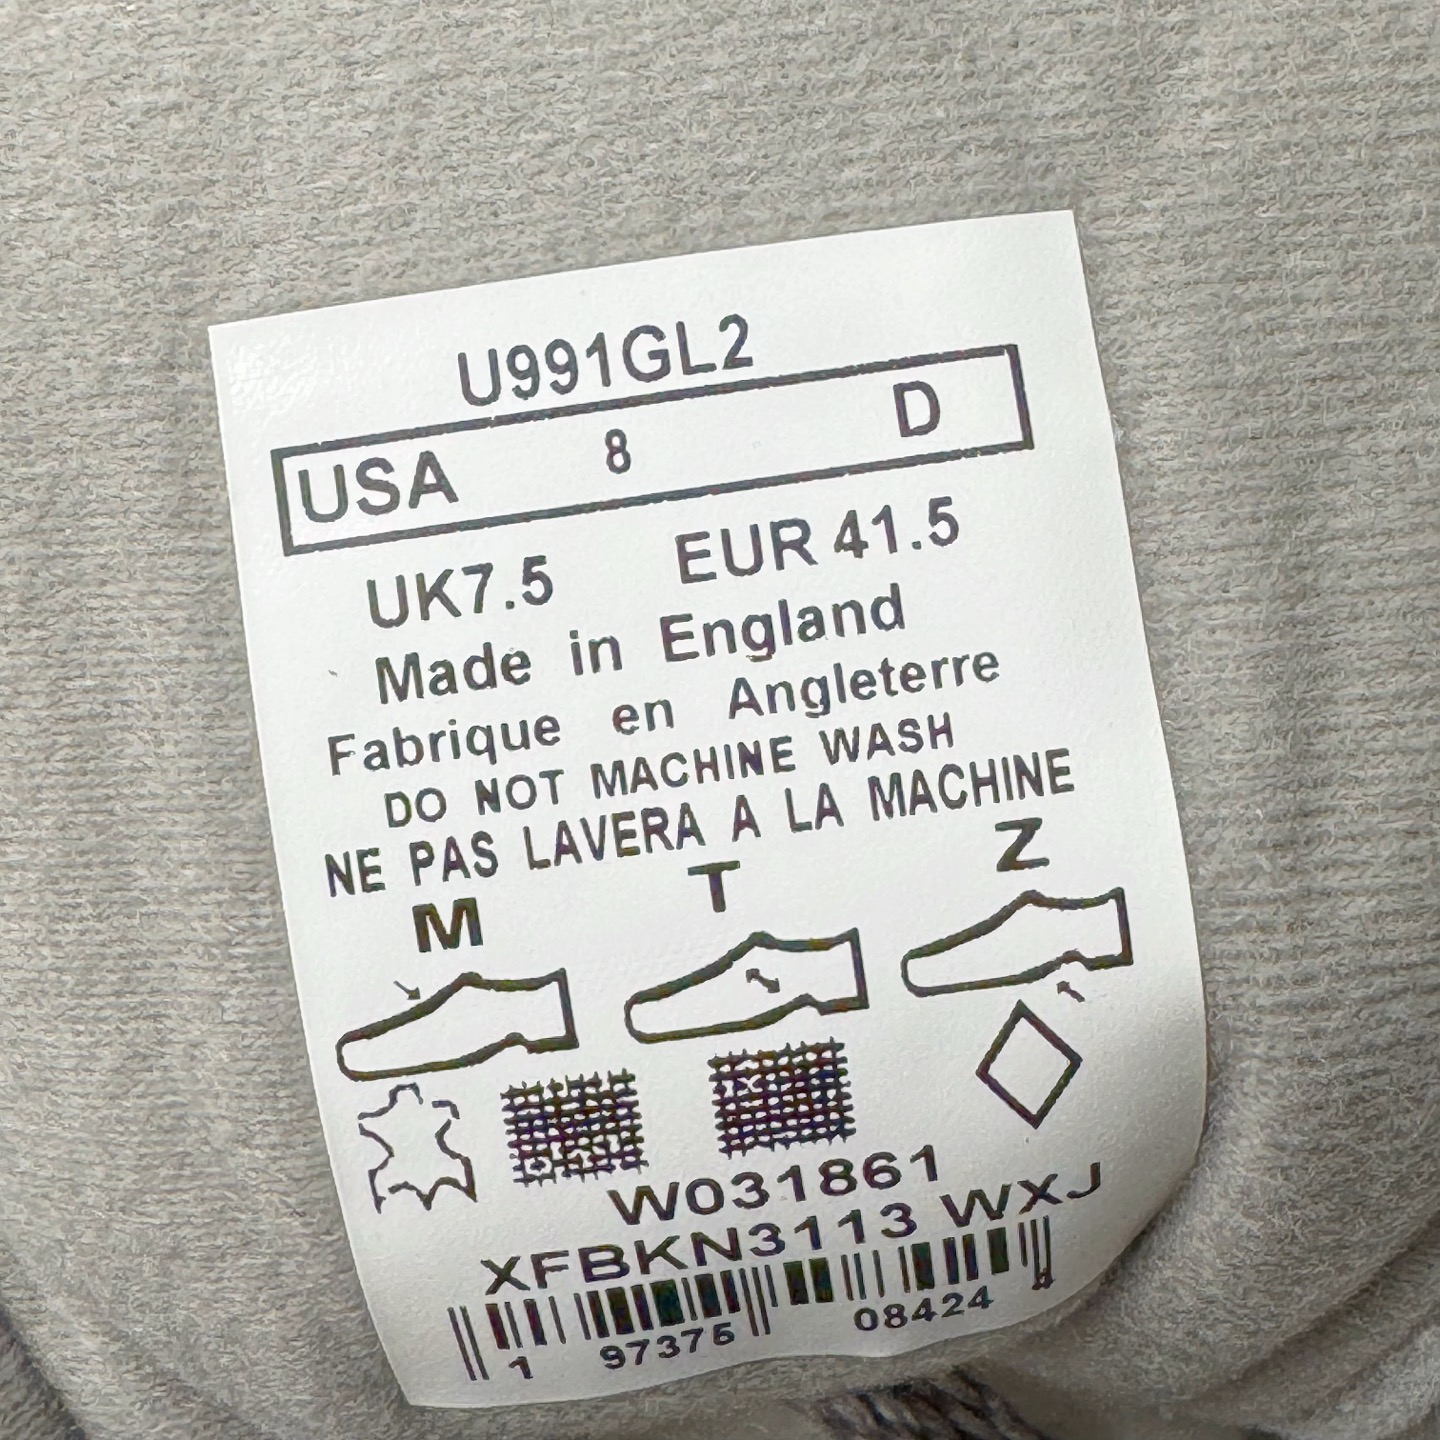 U991GL2
USA 8 D
UK7.5 EUR 41.5
Made in England
Fabrique en Angleterre
DO NOT MACHINE WASH
NE PAS LAVERA A LA MACHINE
M T Z
W031861
XFBKN3113 WXJ
1 97375 08424